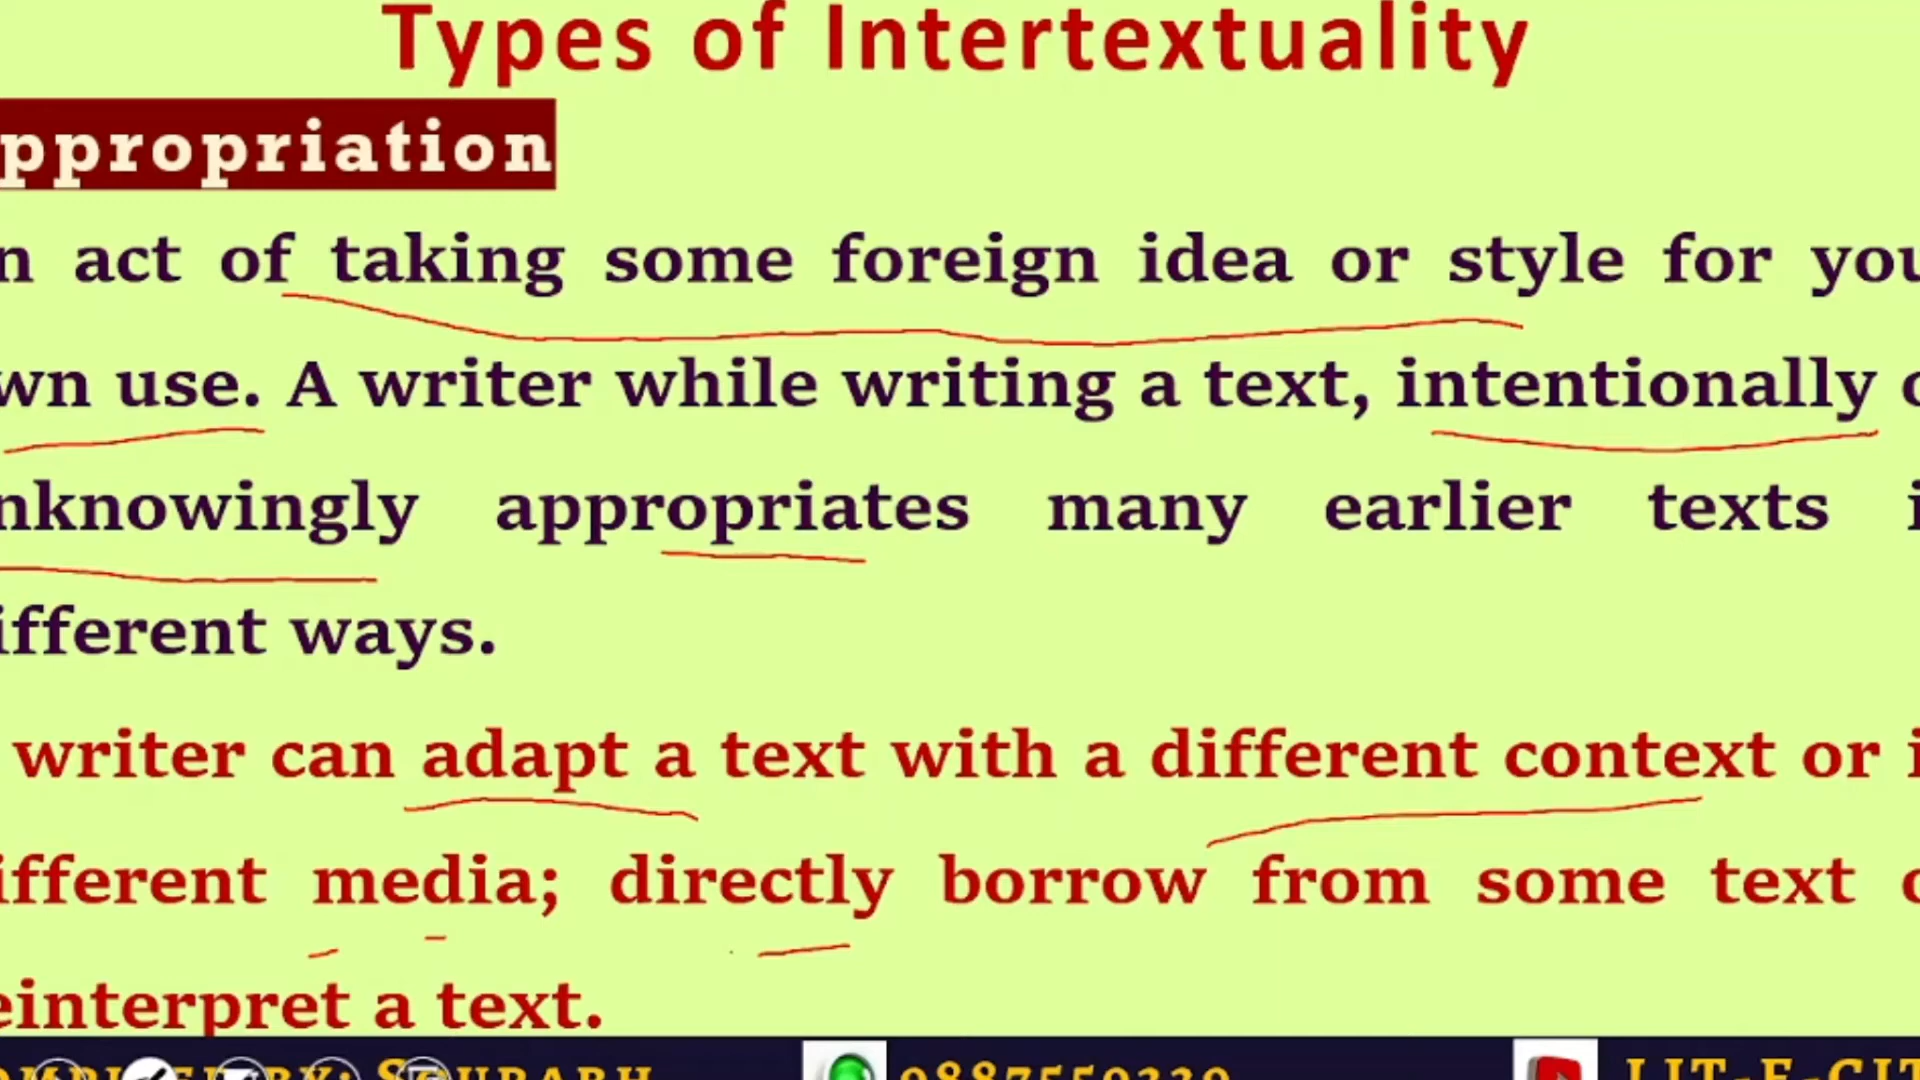 Types of Intertextuality
ppropriation
n act of taking some foreign idea or style for you
wn use. A writer while writing a text, intentionally
nknowingly appropriates many earlier texts i
ifferent ways.
writer can adapt a text with a different context or i
ifferent media; directly borrow from some text
einterpret a text.